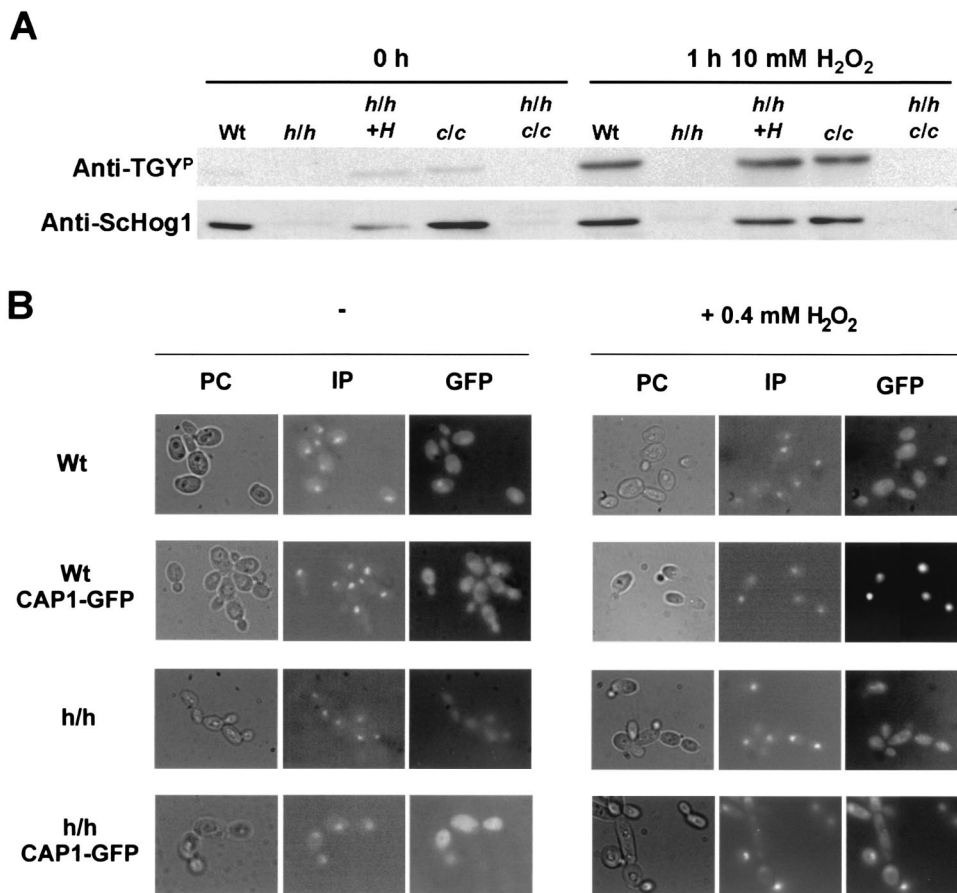 A
0 h 1 h 10 mM H₂O₂
h/h h/h h/h h/h
Wt h/h +H c/c c/c Wt h/h +H c/c c/c
Anti-TGYᴾ
Anti-ScHog1
B
- + 0.4 mM H₂O₂
PC IP GFP PC IP GFP
Wt
Wt
CAP1-GFP
h/h
h/h
CAP1-GFP